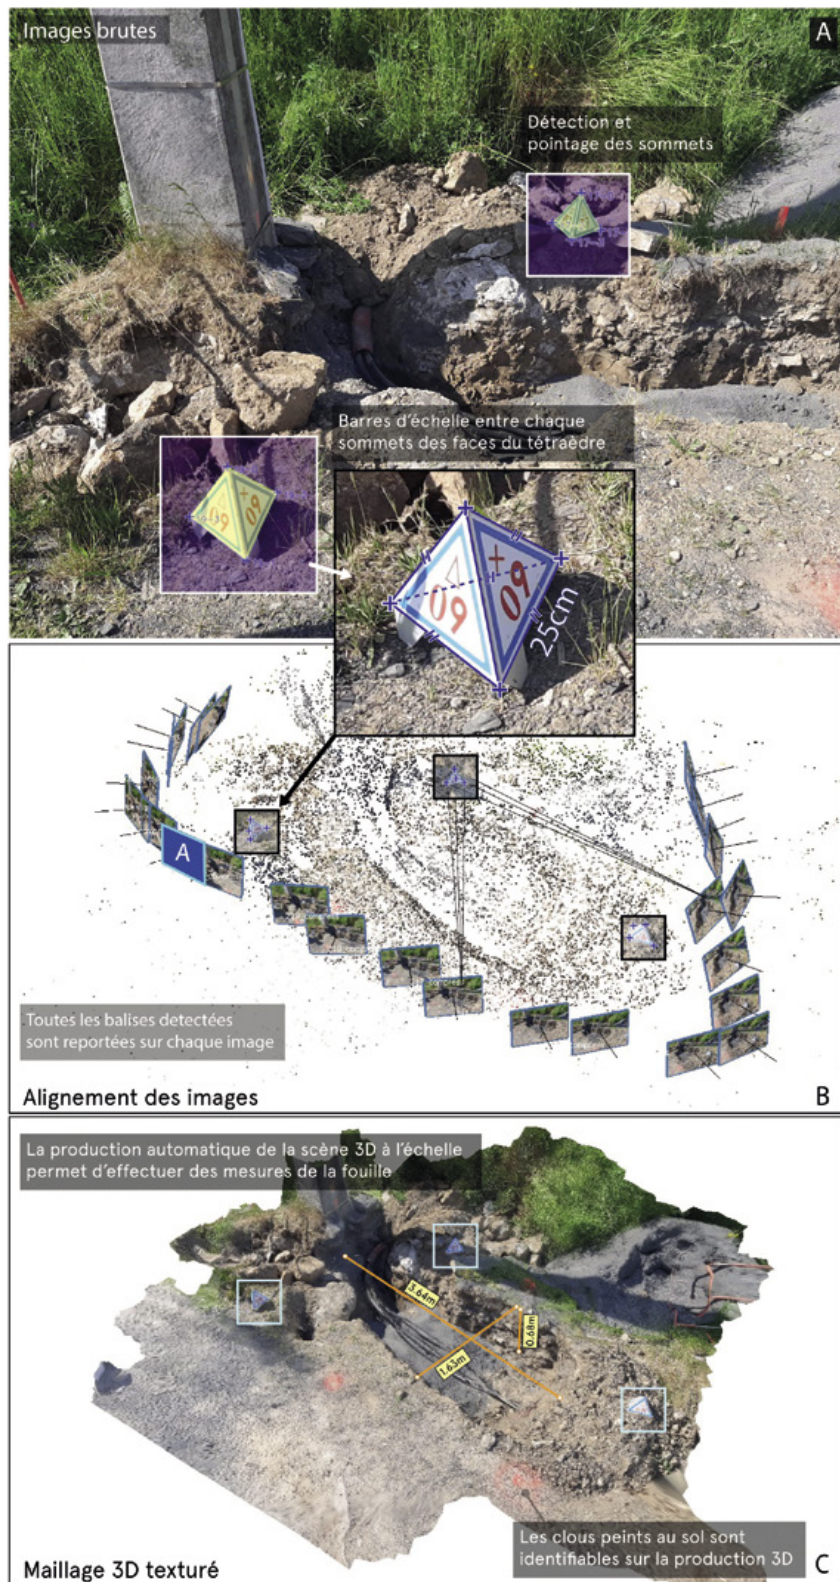 Images brutes
A
Détection et
pointage des sommets
Barres d'échelle entre chaque
sommets des faces du tétraèdre
09
09
25cm
A
Toutes les balises detectées
sont reportées sur chaque image
Alignement des images
B
La production automatique de la scène 3D à l'échelle
permet d'effectuer des mesures de la fouille
3.64m
0.68m
1.63m
Les clous peints au sol sont
identifiables sur la production 3D
Maillage 3D texturé
C